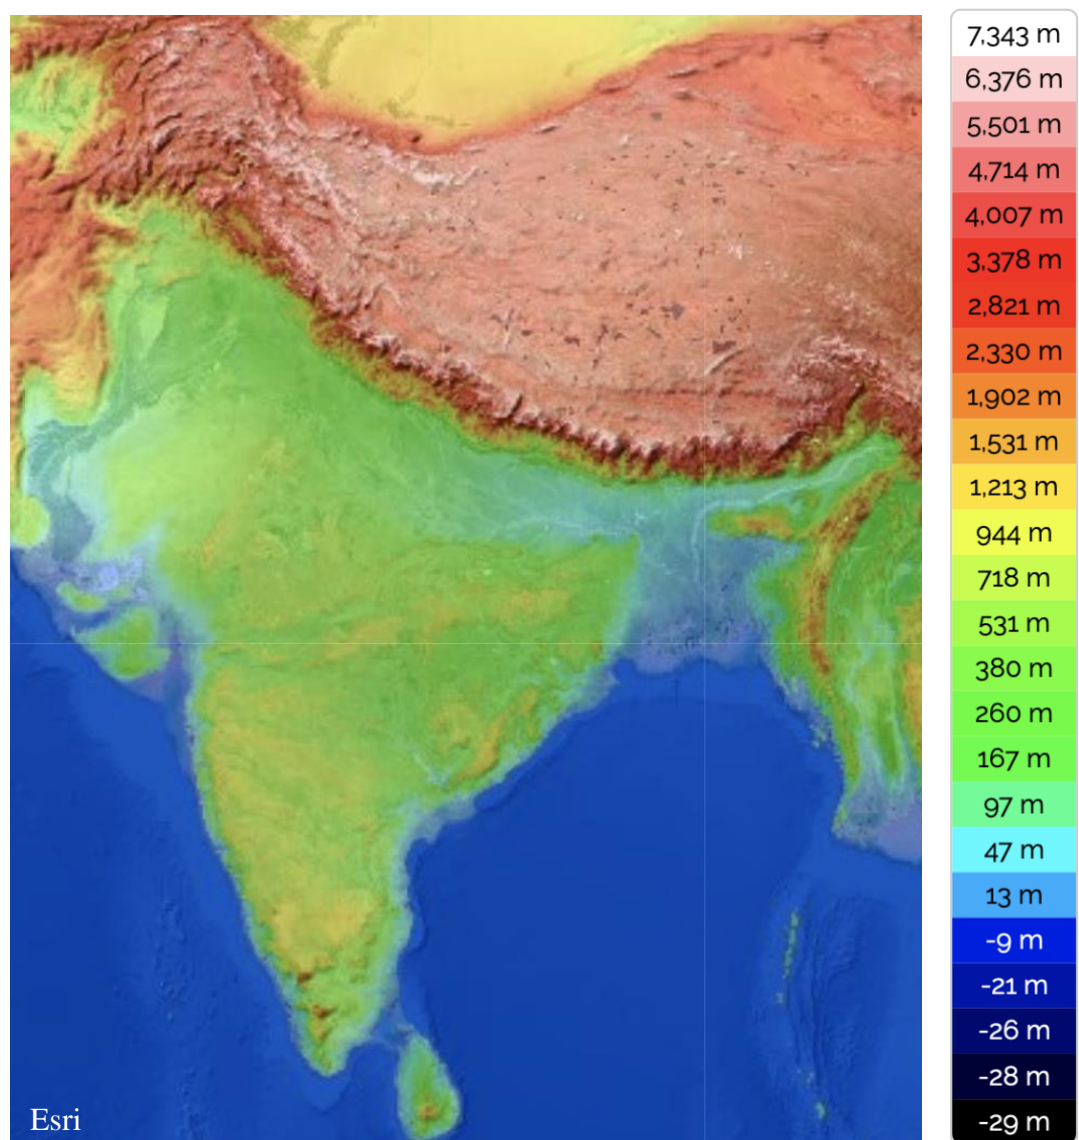 7,343 m
6,376 m
5,501 m
4,714 m
4,007 m
3,378 m
2,821 m
2,330 m
1,902 m
1,531 m
1,213 m
944 m
718 m
531 m
380 m
260 m
167 m
97 m
47 m
13 m
-9 m
-21 m
-26 m
-28 m
-29 m
Esri